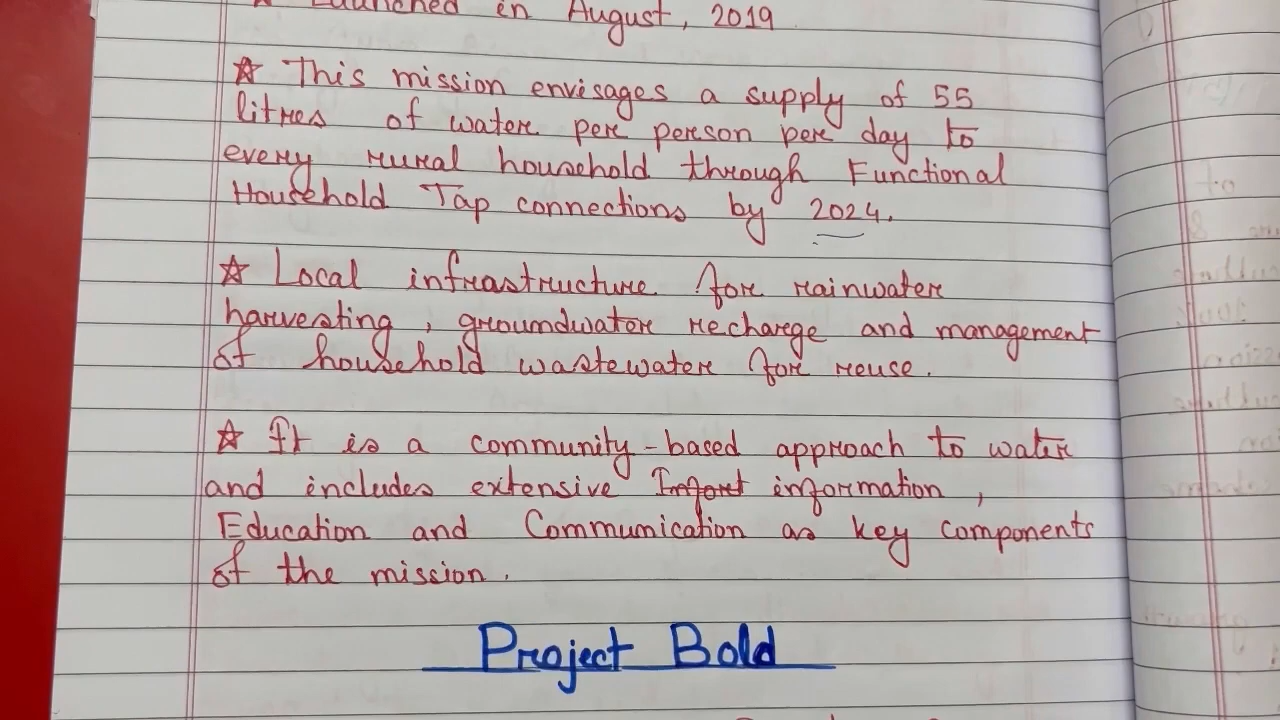 ★ Launched in August, 2019
☆ This mission envisages a supply of 55
litres of water per person per day to
every rural household through Functional
Household Tap connections by 2024.
☆ Local infrastructure for rainwater
harvesting, groundwater recharge and management
of household wastewater for reuse.
☆ It is a community-based approach to water
and includes extensive information,
Education and Communication as key components
of the mission.
Project Bold